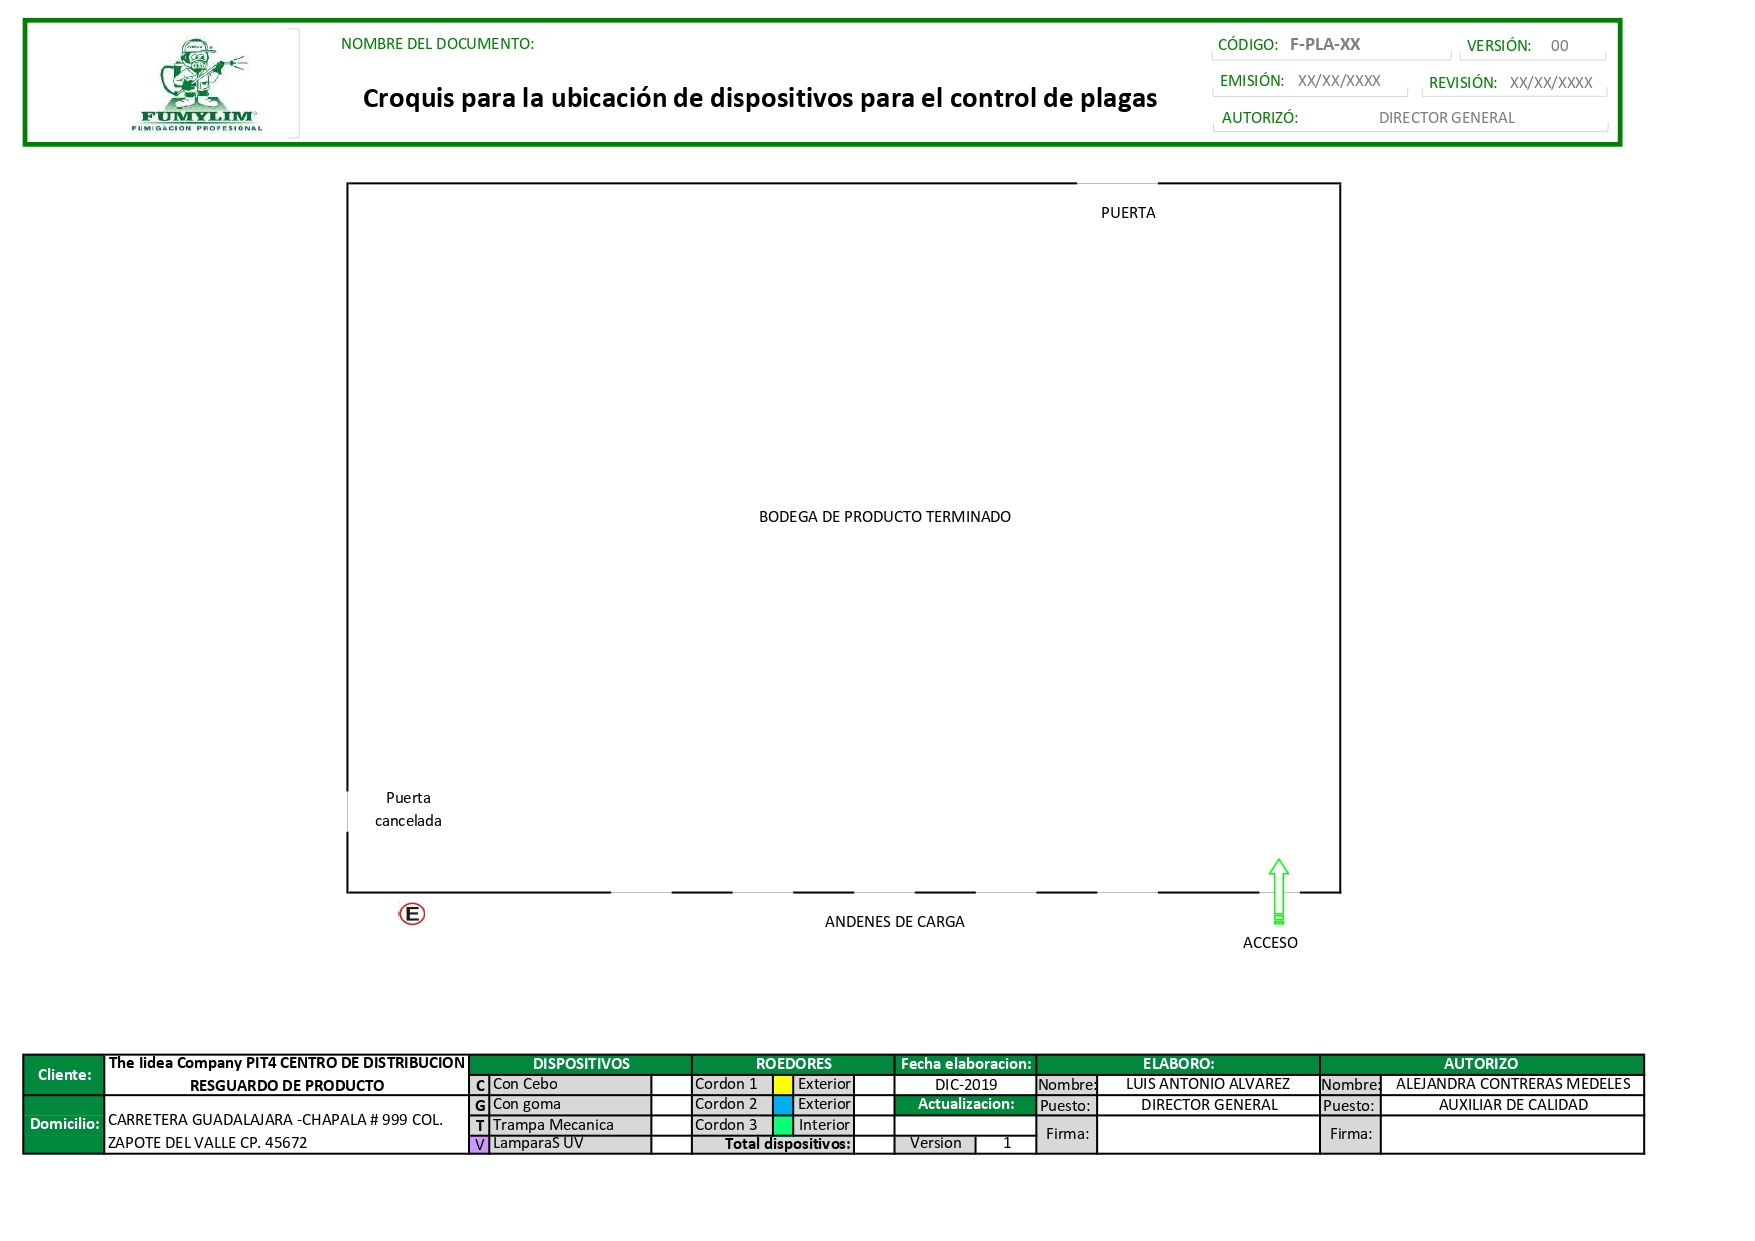 FUMYLIM
FUMIGACION PROFESIONAL
NOMBRE DEL DOCUMENTO:
Croquis para la ubicación de dispositivos para el control de plagas
CÓDIGO: F-PLA-XX VERSIÓN: 00
EMISIÓN: XX/XX/XXXX REVISIÓN: XX/XX/XXXX
AUTORIZÓ: DIRECTOR GENERAL
PUERTA
BODEGA DE PRODUCTO TERMINADO
Puerta
cancelada
E
ANDENES DE CARGA
ACCESO
Cliente: The Iidea Company PIT4 CENTRO DE DISTRIBUCION
RESGUARDO DE PRODUCTO
Domicilio: CARRETERA GUADALAJARA -CHAPALA # 999 COL.
ZAPOTE DEL VALLE CP. 45672
DISPOSITIVOS
C Con Cebo
G Con goma
T Trampa Mecanica
V LamparaS UV
ROEDORES
Cordon 1 Exterior
Cordon 2 Exterior
Cordon 3 Interior
Total dispositivos:
Fecha elaboracion:
DIC-2019
Actualizacion:
Version 1
ELABORO:
Nombre: LUIS ANTONIO ALVAREZ
Puesto: DIRECTOR GENERAL
Firma:
AUTORIZO
Nombre: ALEJANDRA CONTRERAS MEDELES
Puesto: AUXILIAR DE CALIDAD
Firma: